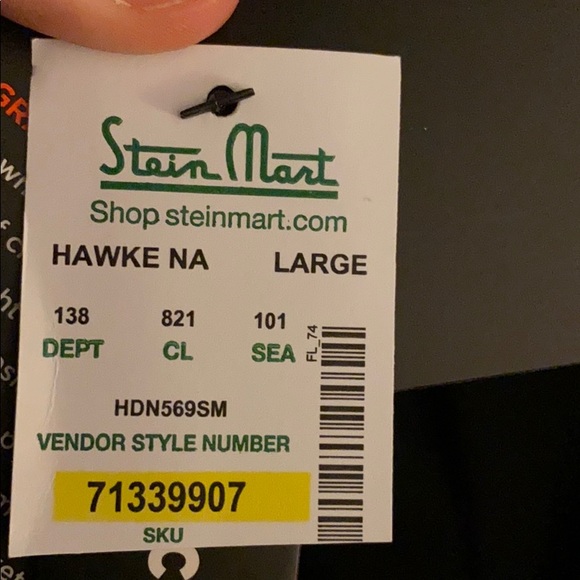 Stein Mart
Shop steinmart.com
HAWKE NA LARGE
138 821 101
DEPT CL SEA
FL_74
HDN569SM
VENDOR STYLE NUMBER
71339907
SKU